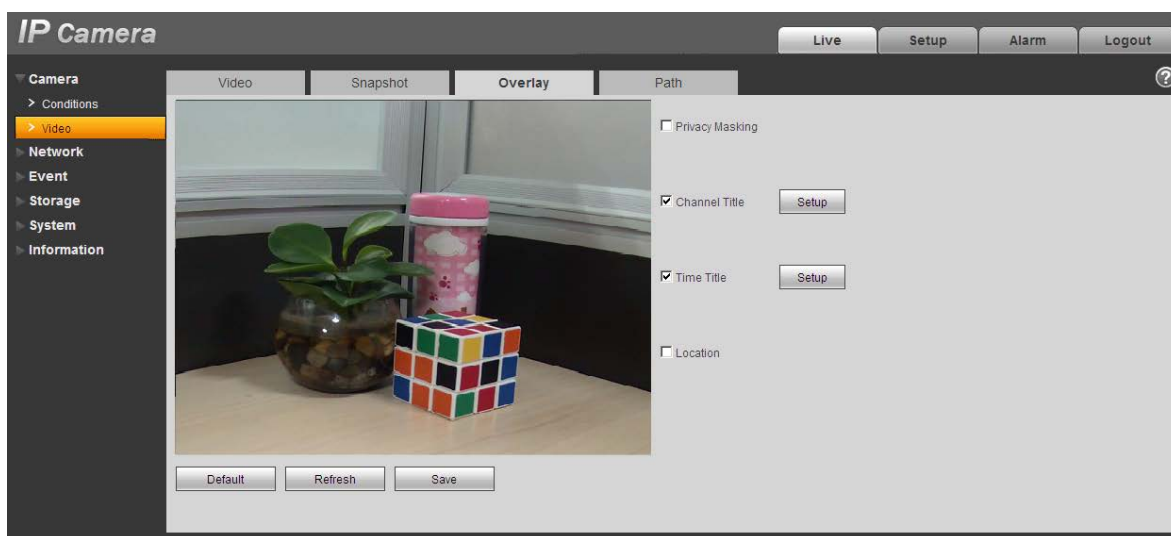 IP Camera
Live
Setup
Alarm
Logout
Camera
Conditions
Video
Network
Event
Storage
System
Information
Video
Snapshot
Overlay
Path
?
Privacy Masking
Channel Title
Setup
Time Title
Setup
Location
Default
Refresh
Save